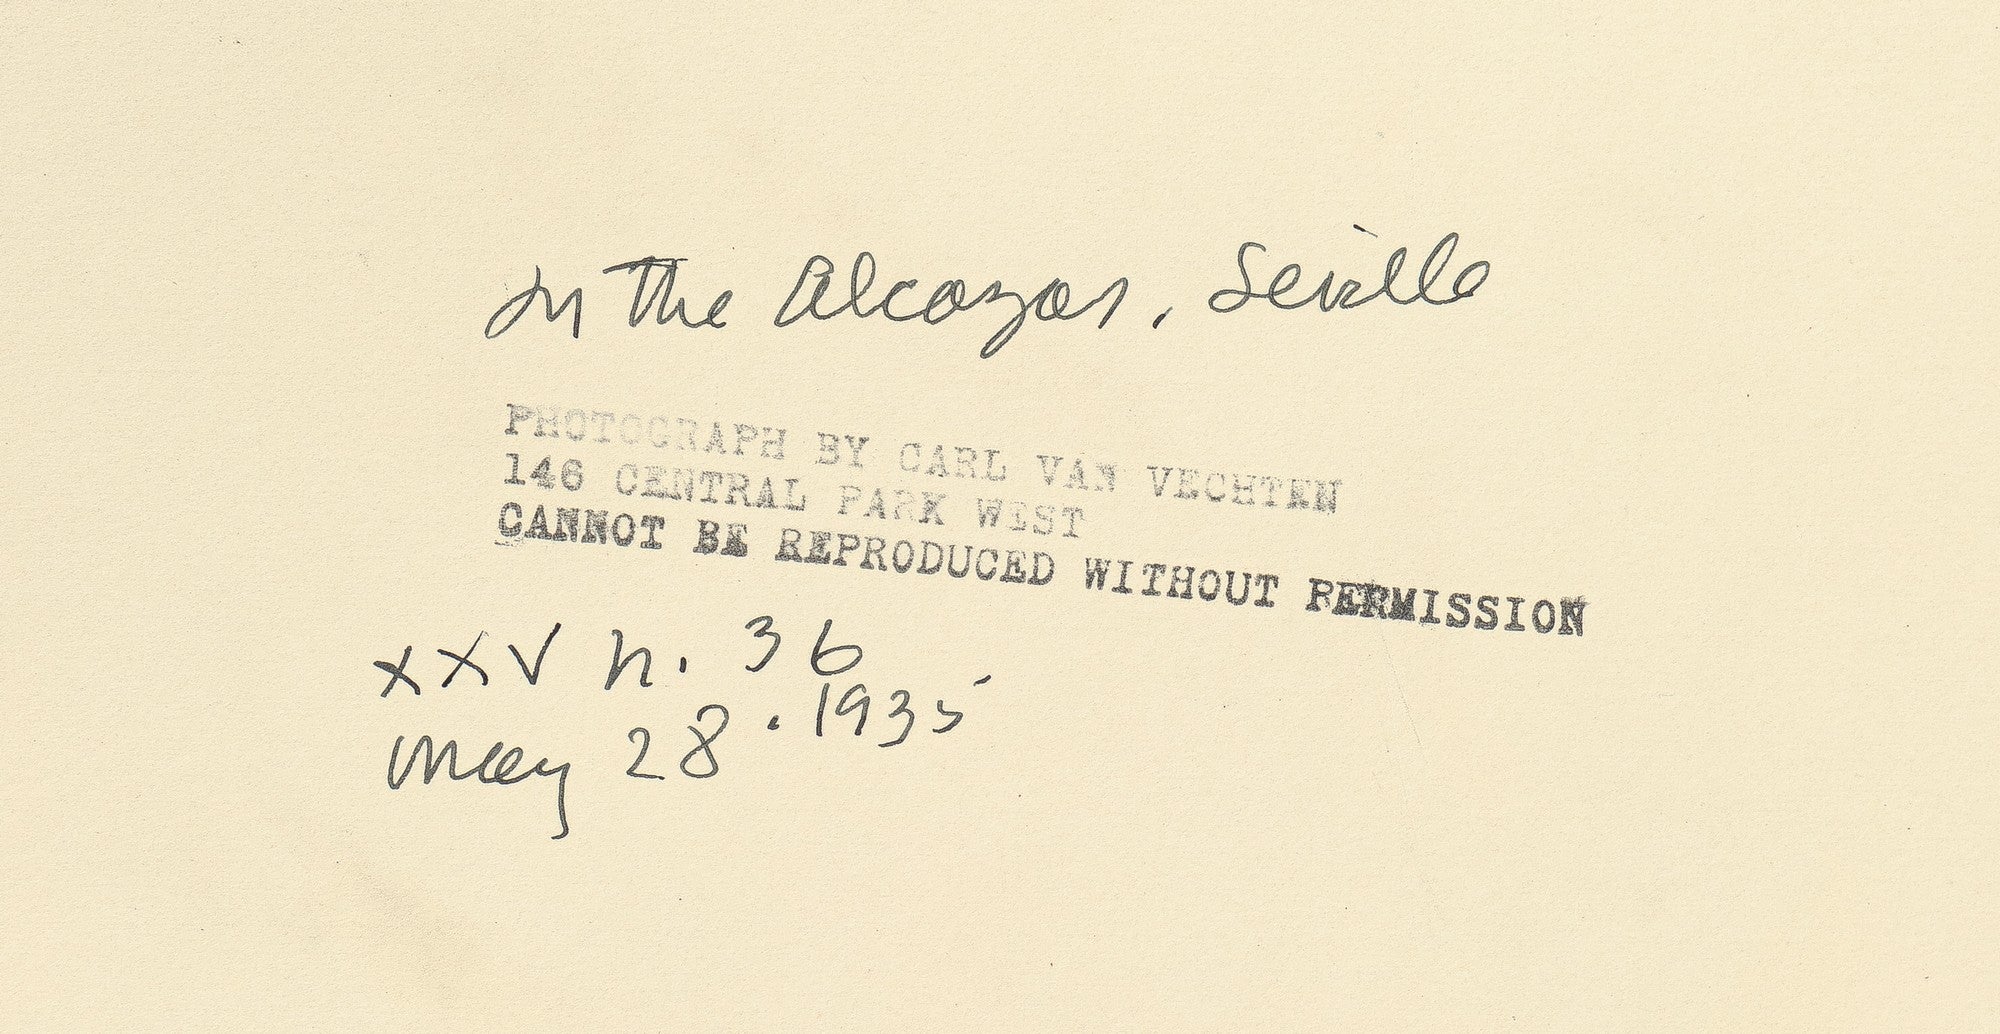 In the Alcazar, Seville
PHOTOGRAPH BY CARL VAN VECHTEN
146 CENTRAL PARK WEST
CANNOT BE REPRODUCED WITHOUT PERMISSION
XXV n. 36
May 28. 1935